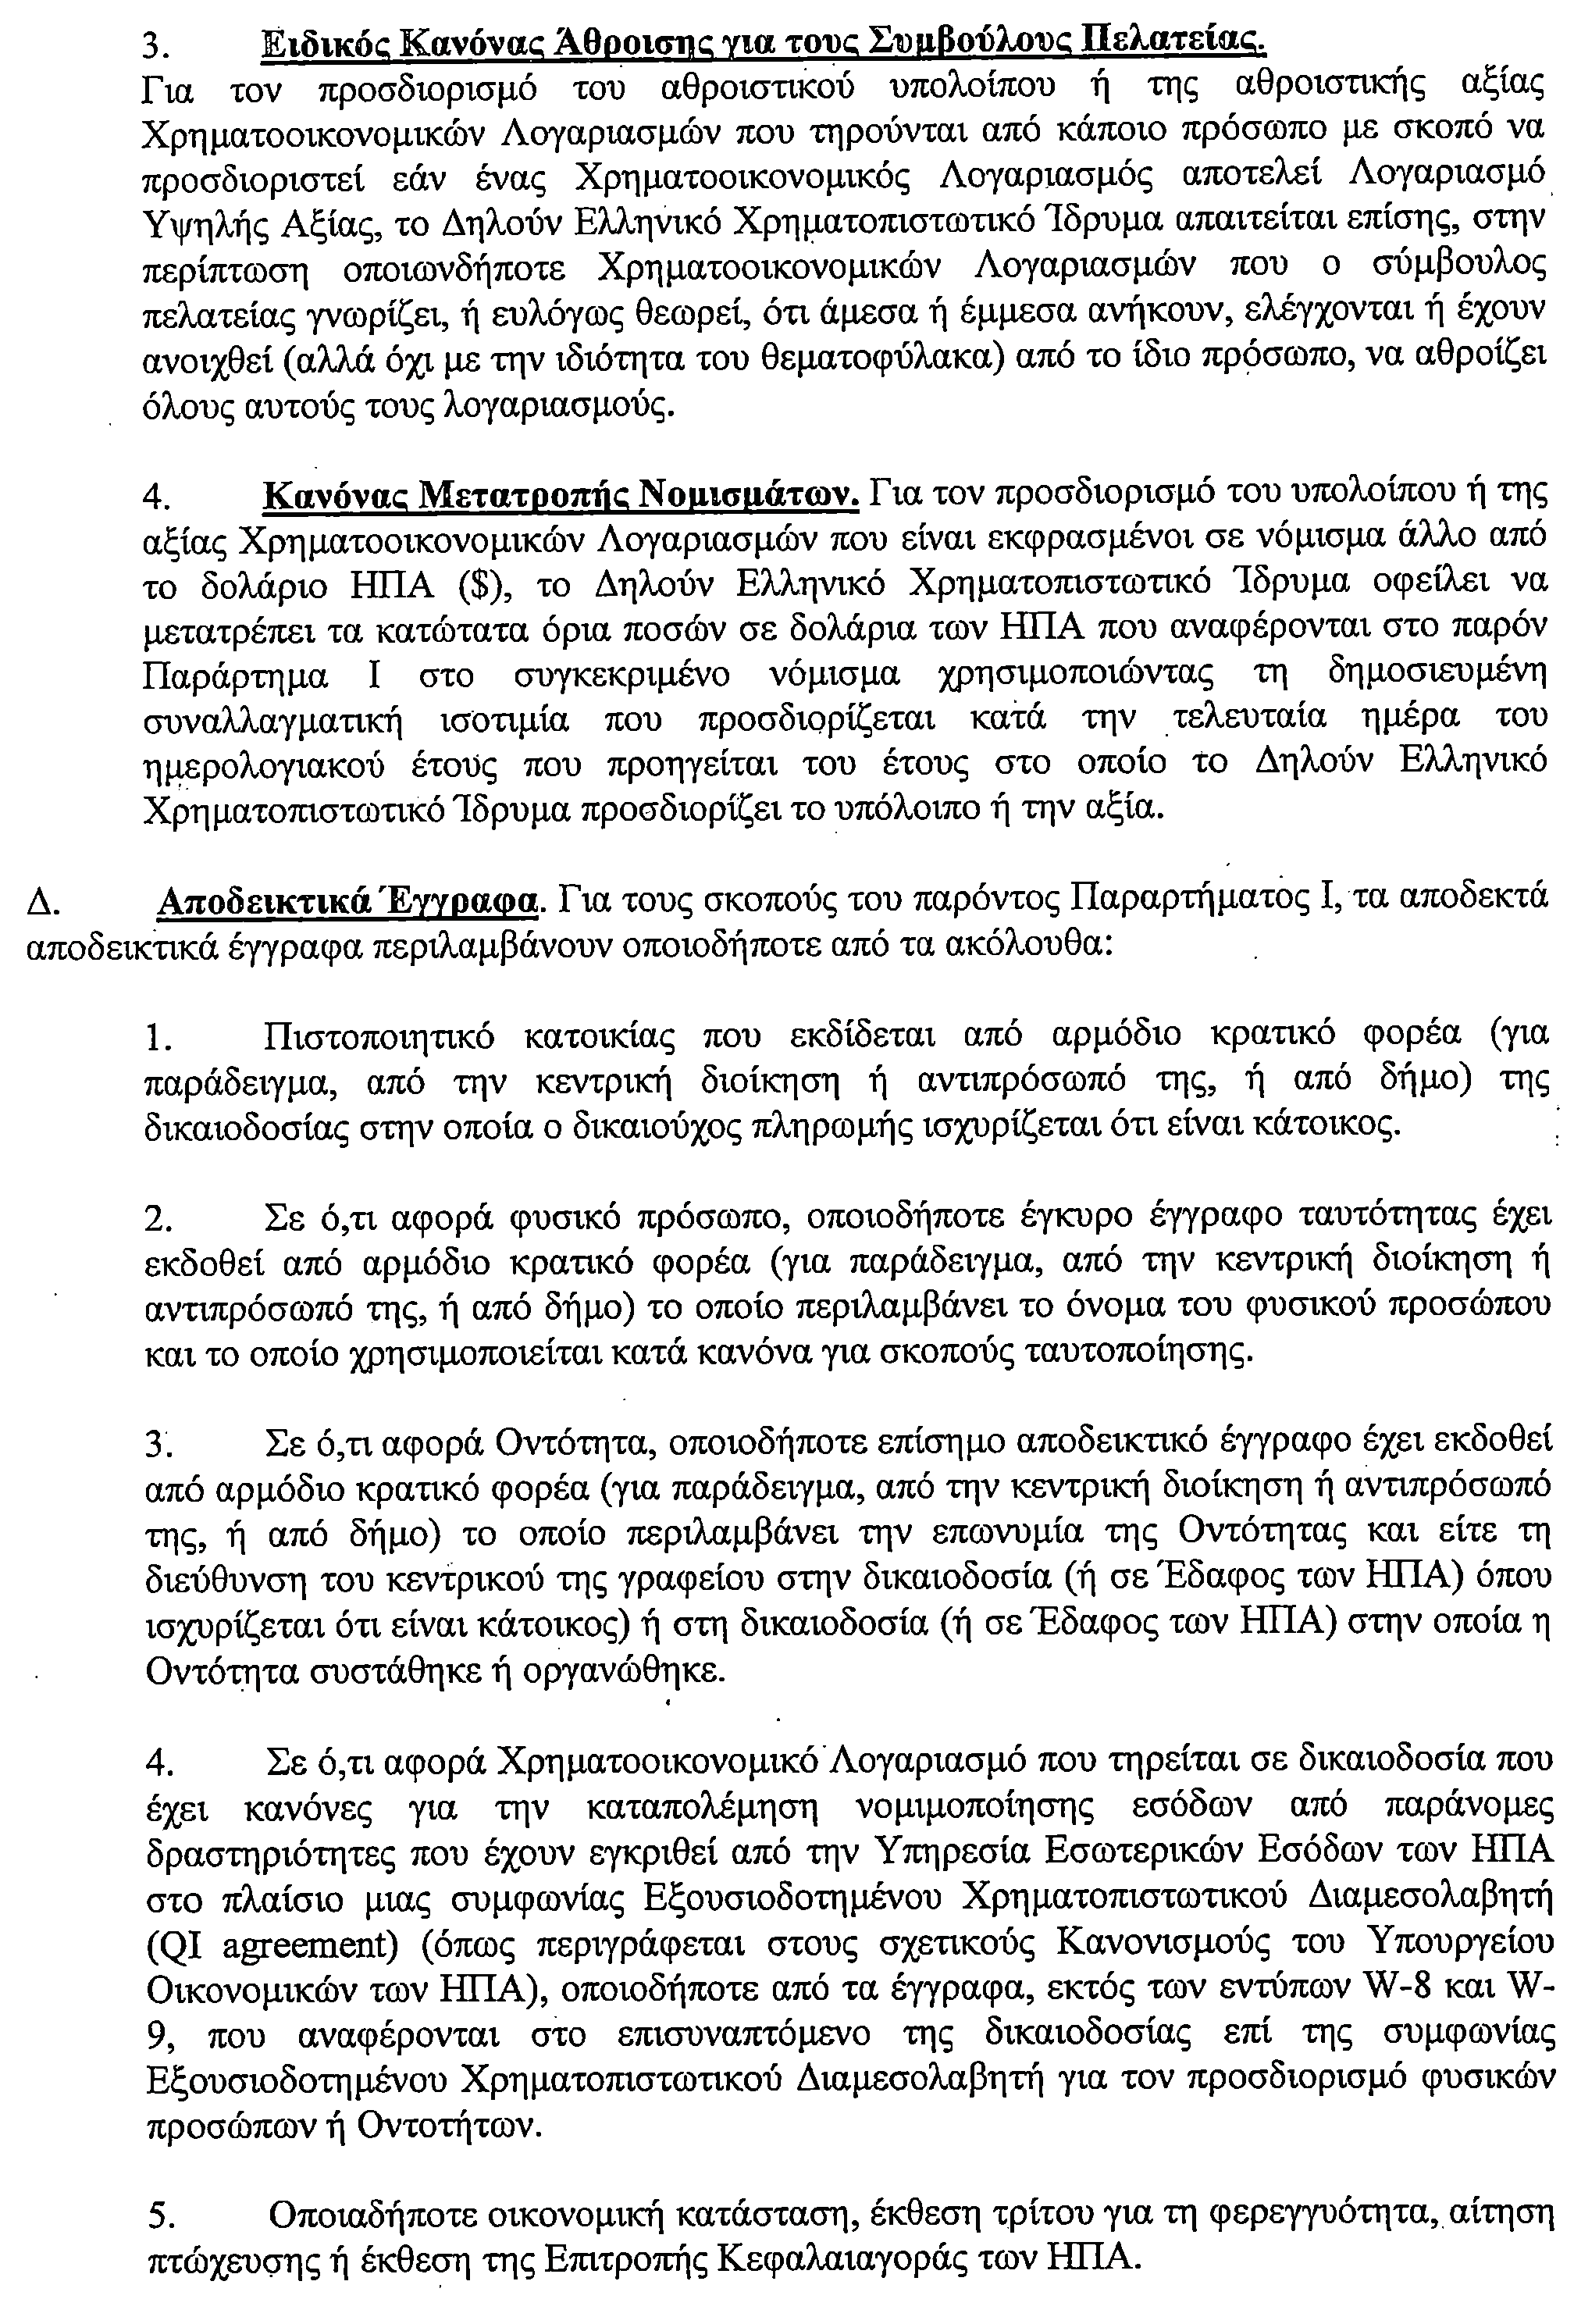 3. Ειδικός Κανόνας Άθροισης για τους Συμβούλους Πελατείας.
Για τον προσδιορισμό του αθροιστικού υπολοίπου ή της αθροιστικής αξίας
Χρηματοοικονομικών Λογαριασμών που τηρούνται από κάποιο πρόσωπο με σκοπό να
προσδιοριστεί εάν ένας Χρηματοοικονομικός Λογαριασμός αποτελεί Λογαριασμό
Υψηλής Αξίας, το Δηλούν Ελληνικό Χρηματοπιστωτικό Ίδρυμα απαιτείται επίσης, στην
περίπτωση οποιωνδήποτε Χρηματοοικονομικών Λογαριασμών που ο σύμβουλος
πελατείας γνωρίζει, ή ευλόγως θεωρεί, ότι άμεσα ή έμμεσα ανήκουν, ελέγχονται ή έχουν
ανοιχθεί (αλλά όχι με την ιδιότητα του θεματοφύλακα) από το ίδιο πρόσωπο, να αθροίζει
όλους αυτούς τους λογαριασμούς.
4. Κανόνας Μετατροπής Νομισμάτων. Για τον προσδιορισμό του υπολοίπου ή της
αξίας Χρηματοοικονομικών Λογαριασμών που είναι εκφρασμένοι σε νόμισμα άλλο από
το δολάριο ΗΠΑ ($), το Δηλούν Ελληνικό Χρηματοπιστωτικό Ίδρυμα οφείλει να
μετατρέπει τα κατώτατα όρια ποσών σε δολάρια των ΗΠΑ που αναφέρονται στο παρόν
Παράρτημα Ι στο συγκεκριμένο νόμισμα χρησιμοποιώντας τη δημοσιευμένη
συναλλαγματική ισοτιμία που προσδιορίζεται κατά την τελευταία ημέρα του
ημερολογιακού έτους που προηγείται του έτους στο οποίο το Δηλούν Ελληνικό
Χρηματοπιστωτικό Ίδρυμα προσδιορίζει το υπόλοιπο ή την αξία.
Δ. Αποδεικτικά Έγγραφα. Για τους σκοπούς του παρόντος Παραρτήματος Ι, τα αποδεκτά
αποδεικτικά έγγραφα περιλαμβάνουν οποιοδήποτε από τα ακόλουθα:
1. Πιστοποιητικό κατοικίας που εκδίδεται από αρμόδιο κρατικό φορέα (για
παράδειγμα, από την κεντρική διοίκηση ή αντιπρόσωπό της, ή από δήμο) της
δικαιοδοσίας στην οποία ο δικαιούχος πληρωμής ισχυρίζεται ότι είναι κάτοικος.
2. Σε ό,τι αφορά φυσικό πρόσωπο, οποιοδήποτε έγκυρο έγγραφο ταυτότητας έχει
εκδοθεί από αρμόδιο κρατικό φορέα (για παράδειγμα, από την κεντρική διοίκηση ή
αντιπρόσωπό της, ή από δήμο) το οποίο περιλαμβάνει το όνομα του φυσικού προσώπου
και το οποίο χρησιμοποιείται κατά κανόνα για σκοπούς ταυτοποίησης.
3. Σε ό,τι αφορά Οντότητα, οποιοδήποτε επίσημο αποδεικτικό έγγραφο έχει εκδοθεί
από αρμόδιο κρατικό φορέα (για παράδειγμα, από την κεντρική διοίκηση ή αντιπρόσωπό
της, ή από δήμο) το οποίο περιλαμβάνει την επωνυμία της Οντότητας και είτε τη
διεύθυνση του κεντρικού της γραφείου στην δικαιοδοσία (ή σε Έδαφος των ΗΠΑ) όπου
ισχυρίζεται ότι είναι κάτοικος) ή στη δικαιοδοσία (ή σε Έδαφος των ΗΠΑ) στην οποία η
Οντότητα συστάθηκε ή οργανώθηκε.
4. Σε ό,τι αφορά Χρηματοοικονομικό Λογαριασμό που τηρείται σε δικαιοδοσία που
έχει κανόνες για την καταπολέμηση νομιμοποίησης εσόδων από παράνομες
δραστηριότητες που έχουν εγκριθεί από την Υπηρεσία Εσωτερικών Εσόδων των ΗΠΑ
στο πλαίσιο μιας συμφωνίας Εξουσιοδοτημένου Χρηματοπιστωτικού Διαμεσολαβητή
(QI agreement) (όπως περιγράφεται στους σχετικούς Κανονισμούς του Υπουργείου
Οικονομικών των ΗΠΑ), οποιοδήποτε από τα έγγραφα, εκτός των εντύπων W-8 και W-
9, που αναφέρονται στο επισυναπτόμενο της δικαιοδοσίας επί της συμφωνίας
Εξουσιοδοτημένου Χρηματοπιστωτικού Διαμεσολαβητή για τον προσδιορισμό φυσικών
προσώπων ή Οντοτήτων.
5. Οποιαδήποτε οικονομική κατάσταση, έκθεση τρίτου για τη φερεγγυότητα, αίτηση
πτώχευσης ή έκθεση της Επιτροπής Κεφαλαιαγοράς των ΗΠΑ.